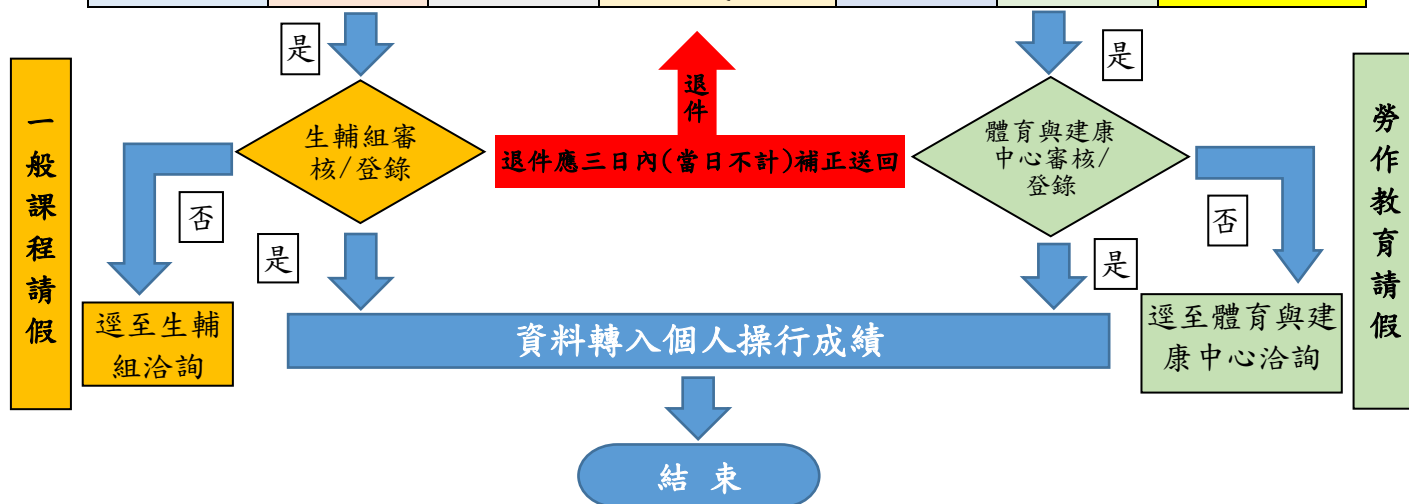 是
是
一般課程請假
退件
勞作教育請假
生輔組審
核/登錄
退件應三日內(當日不計)補正送回
體育與建康
中心審核/
登錄
否
否
是
是
逕至生輔
組洽詢
資料轉入個人操行成績
逕至體育與建
康中心洽詢
結 束